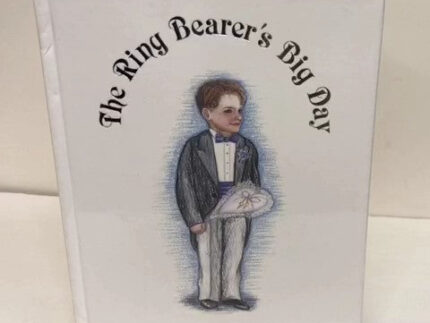 The Ring Bearer's Big Day